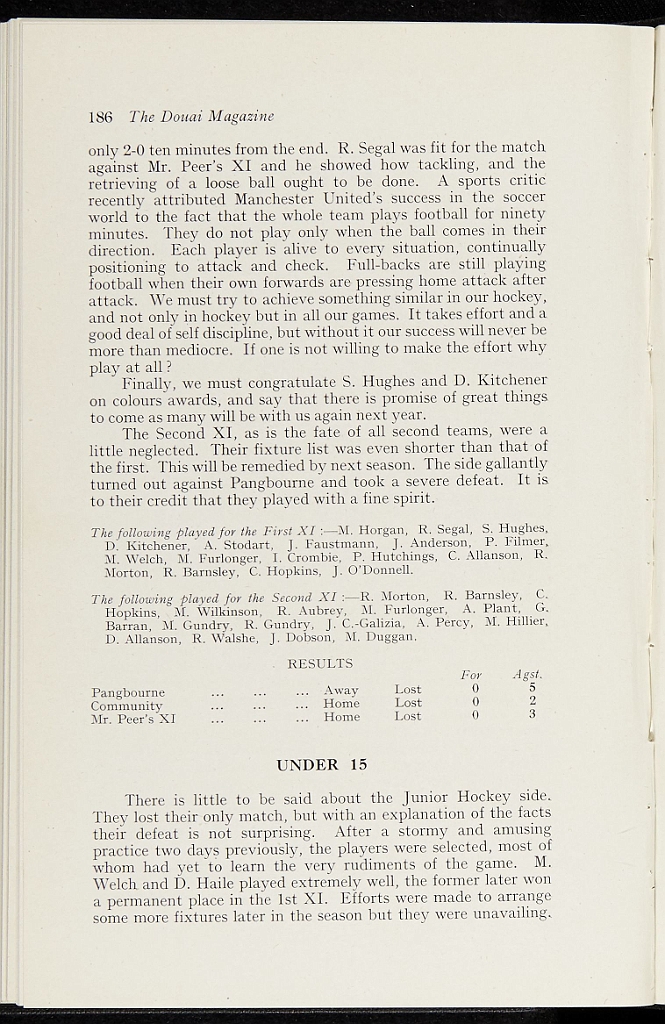 186 The Douai Magazine
only 2-0 ten minutes from the end. R. Segal was fit for the match
against Mr. Peer's XI and he showed how tackling, and the
retrieving of a loose ball ought to be done. A sports critic
recently attributed Manchester United's success in the soccer
world to the fact that the whole team plays football for ninety
minutes. They do not play only when the ball comes in their
direction. Each player is alive to every situation, continually
positioning to attack and check. Full-backs are still playing
football when their own forwards are pressing home attack after
attack. We must try to achieve something similar in our hockey,
and not only in hockey but in all our games. It takes effort and a
good deal of self discipline, but without it our success will never be
more than mediocre. If one is not willing to make the effort why
play at all ?
Finally, we must congratulate S. Hughes and D. Kitchener
on colours awards, and say that there is promise of great things
to come as many will be with us again next year.
The Second XI, as is the fate of all second teams, were a
little neglected. Their fixture list was even shorter than that of
the first. This will be remedied by next season. The side gallantly
turned out against Pangbourne and took a severe defeat. It is
to their credit that they played with a fine spirit.
The following played for the First XI :—M. Horgan, R. Segal, S. Hughes,
D. Kitchener, A. Stodart, J. Faustmann, J. Anderson, P. Filmer,
M. Welch, M. Furlonger, I. Crombie, P. Hutchings, C. Allanson, R.
Morton, R. Barnsley, C. Hopkins, J. O'Donnell.
The following played for the Second XI :—R. Morton, R. Barnsley, C.
Hopkins, M. Wilkinson, R. Aubrey, M. Furlonger, A. Plant, G.
Barran, M. Gundry, R. Gundry, J. C.-Galizia, A. Percy, M. Hillier,
D. Allanson, R. Walshe, J. Dobson, M. Duggan.
RESULTS
For Agst.
Pangbourne ... ... ... Away Lost 0 5
Community ... ... ... Home Lost 0 2
Mr. Peer's XI ... ... ... Home Lost 0 3
UNDER 15
There is little to be said about the Junior Hockey side.
They lost their only match, but with an explanation of the facts
their defeat is not surprising. After a stormy and amusing
practice two days previously, the players were selected, most of
whom had yet to learn the very rudiments of the game. M.
Welch and D. Haile played extremely well, the former later won
a permanent place in the 1st XI. Efforts were made to arrange
some more fixtures later in the season but they were unavailing.